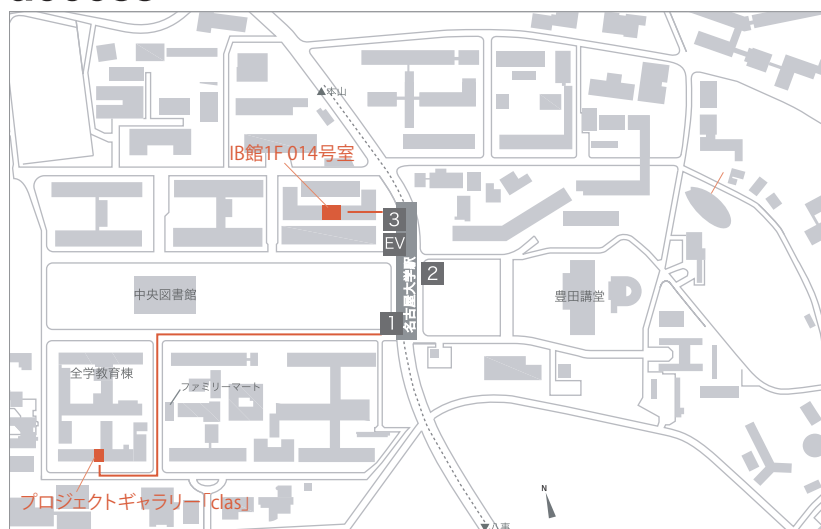 access
▲本山
IB館1F 014号室
3
EV
名古屋大学駅
2
中央図書館
豊田講堂
1
全学教育棟
ファミリーマート
プロジェクトギャラリー「clas」
N
▼八事